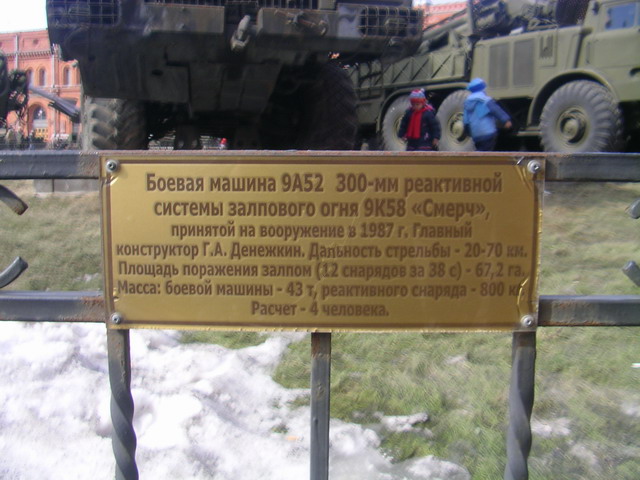 Боевая машина 9А52 300-мм реактивной
системы залпового огня 9К58 «Смерч»,
принятой на вооружение в 1987 г. Главный
конструктор Г.А. Денежкин. Дальность стрельбы - 20-70 км.
Площадь поражения залпом (12 снарядов за 38 с) - 67,2 га.
Масса: боевой машины - 43 т, реактивного снаряда - 800 кг
Расчет - 4 человека.